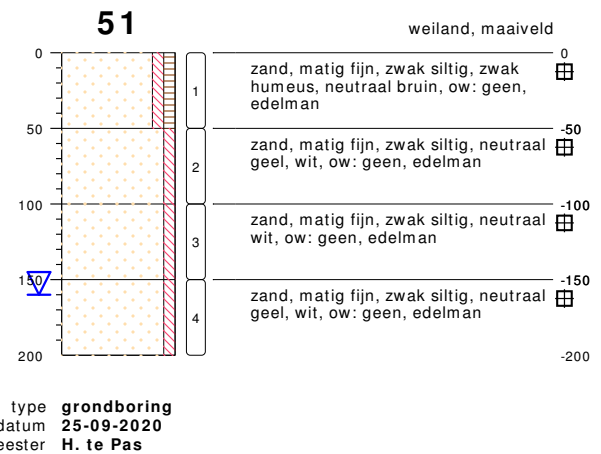 51
weiland, maaiveld
0
0
zand, matig fijn, zwak siltig, zwak
humeus, neutraal bruin, ow: geen,
edelman
1
50
-50
zand, matig fijn, zwak siltig, neutraal
geel, wit, ow: geen, edelman
2
100
-100
zand, matig fijn, zwak siltig, neutraal
wit, ow: geen, edelman
3
150
-150
zand, matig fijn, zwak siltig, neutraal
geel, wit, ow: geen, edelman
4
200
-200
type grondboring
datum 25-09-2020
eester H. te Pas